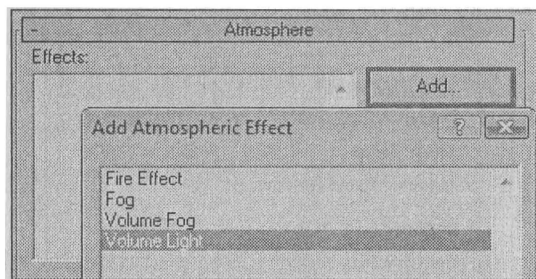 - Atmosphere
Effects:
Add...
Add Atmospheric Effect
?
Fire Effect
Fog
Volume Fog
Volume Light